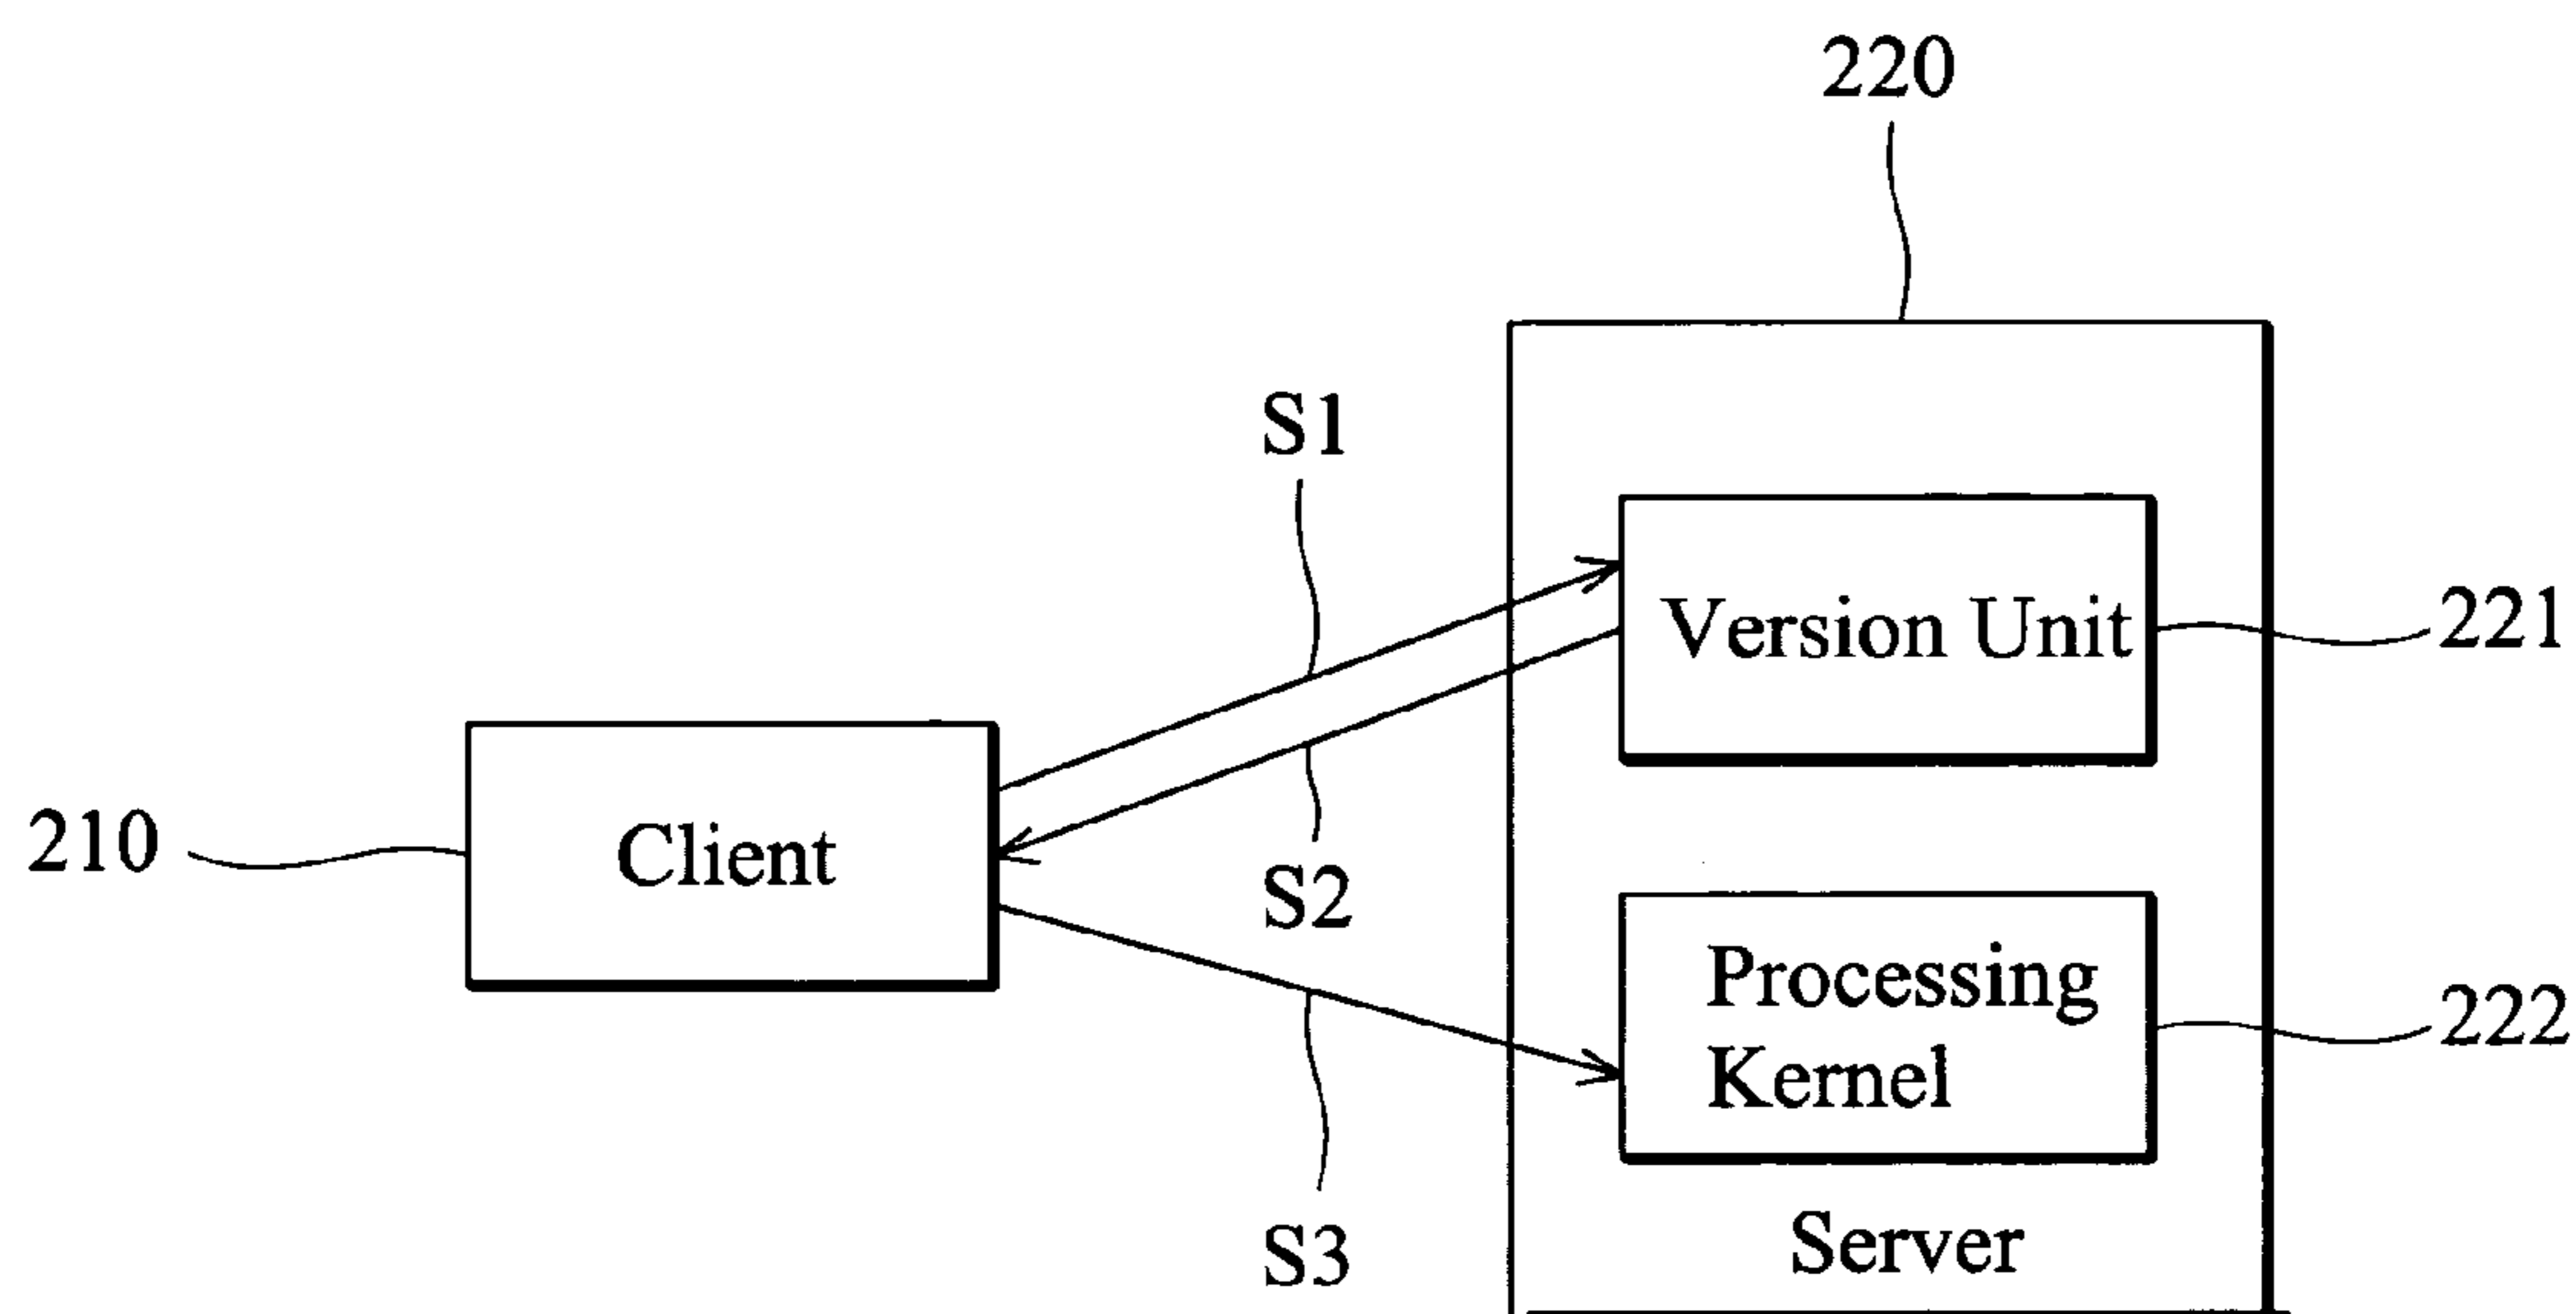 220
S1
Version Unit
221
210
Client
S2
Processing
Kernel
222
S3
Server